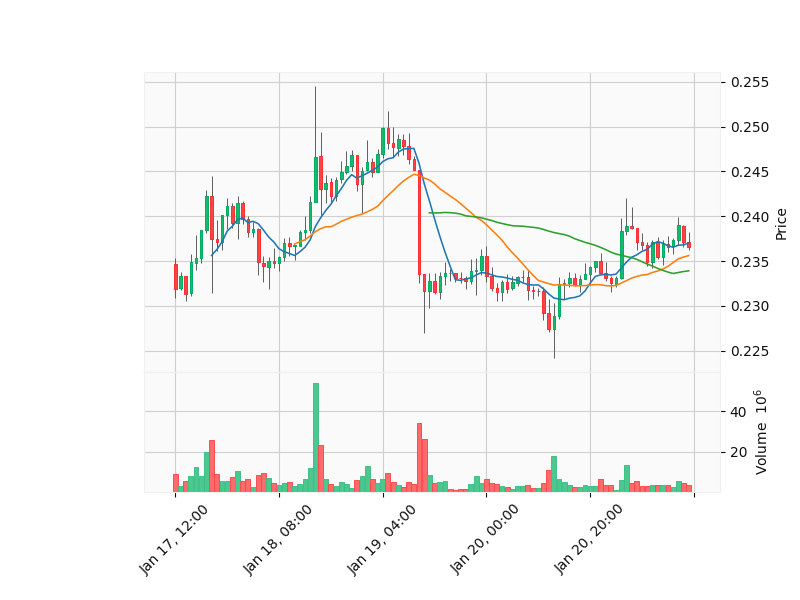 0.255
0.250
0.245
0.240
0.235
0.230
0.225
Price
40
20
Volume 10^6
Jan 17, 12:00
Jan 18, 08:00
Jan 19, 04:00
Jan 20, 00:00
Jan 20, 20:00